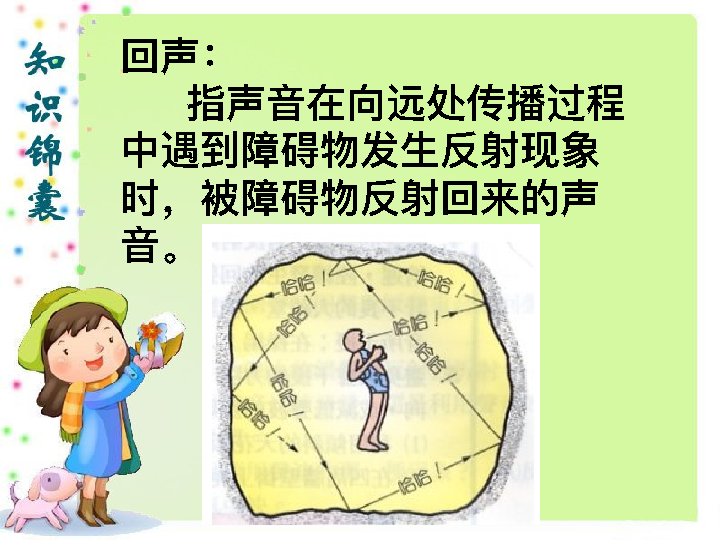 知识锦囊
回声：
指声音在向远处传播过程
中遇到障碍物发生反射现象
时，被障碍物反射回来的声
音。
哈哈！
哈哈！
哈哈！
哈哈！
哈哈！
哈哈！
哈哈！
哈哈！